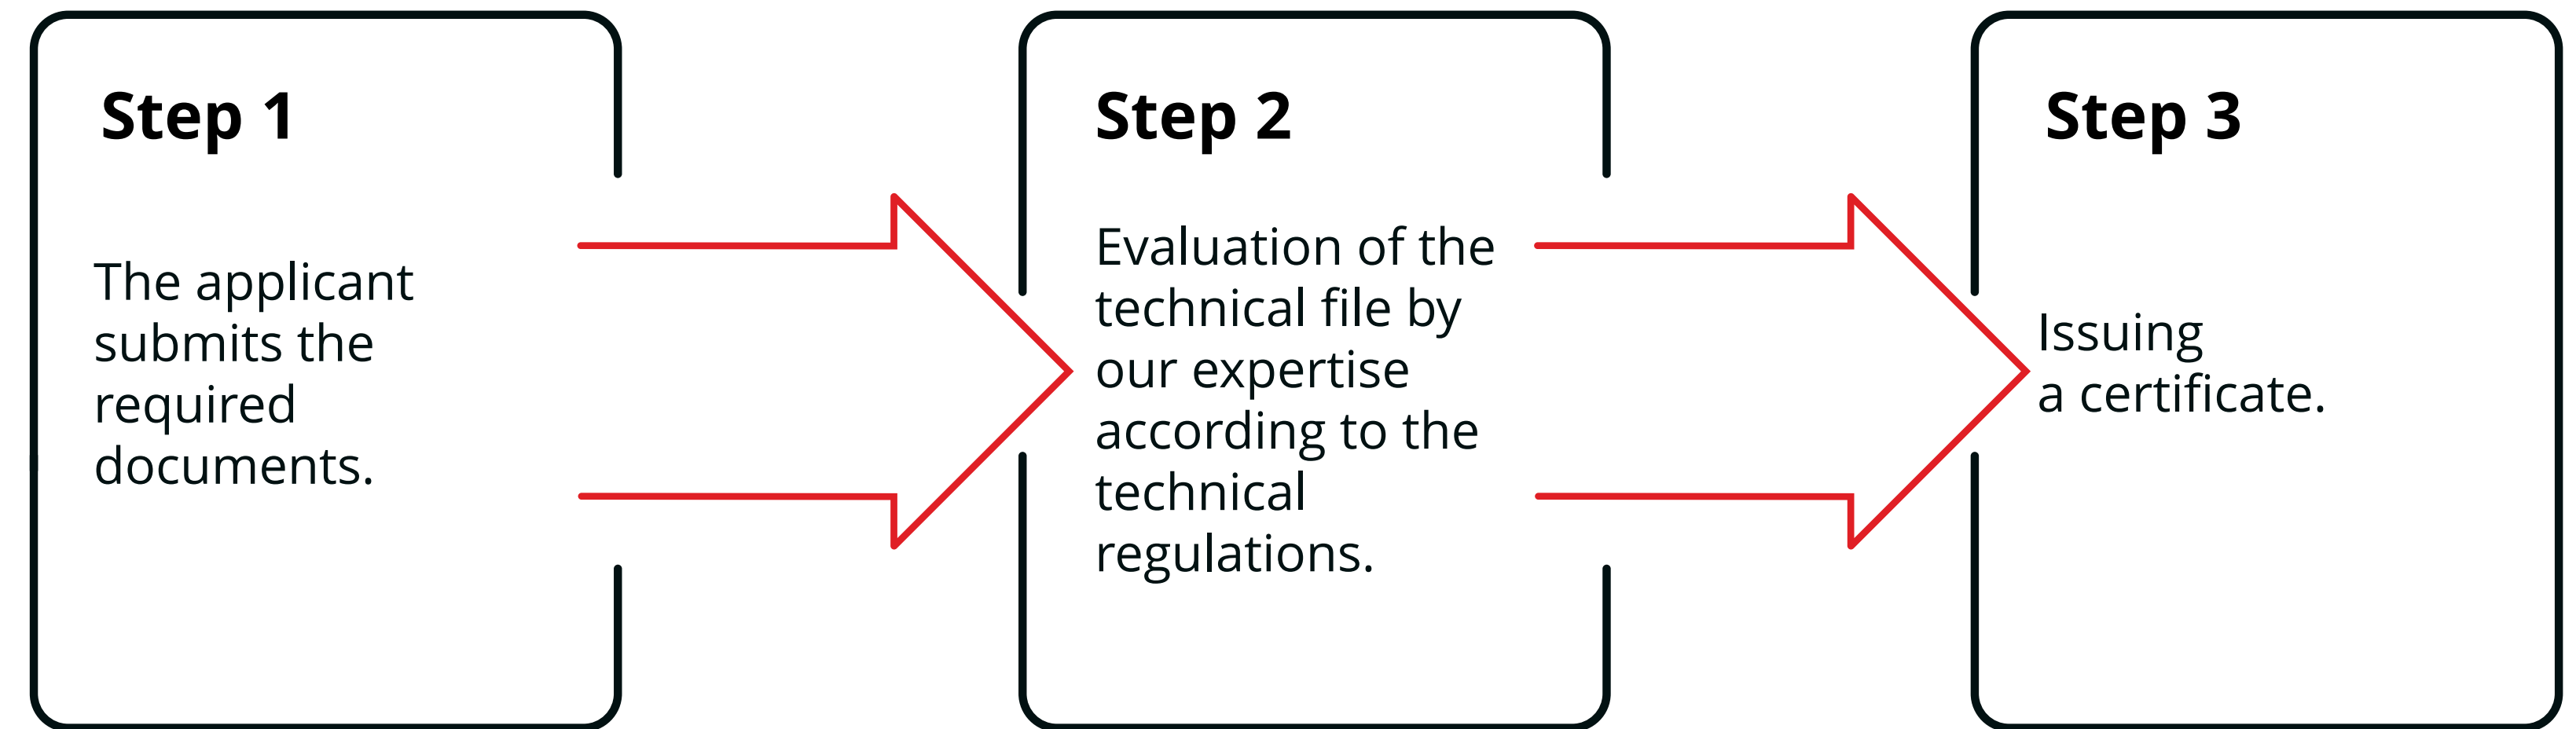 Step 1
The applicant
submits the
required
documents.
Step 2
Evaluation of the
technical file by
our expertise
according to the
technical
regulations.
Step 3
Issuing
a certificate.